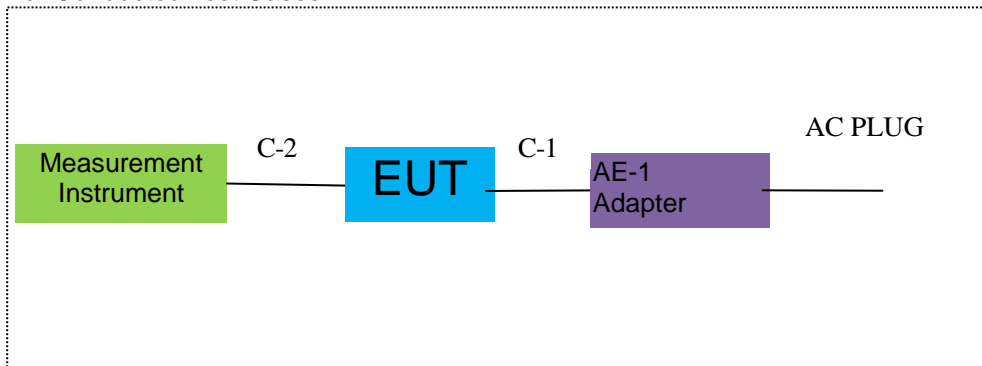 AC PLUG
C-2
C-1
Measurement
Instrument
EUT
AE-1
Adapter